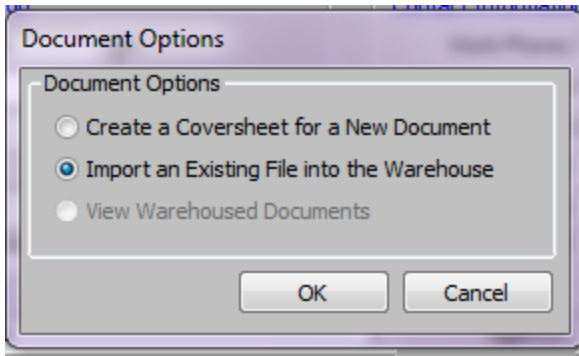 Document Options
Document Options
Create a Coversheet for a New Document
Import an Existing File into the Warehouse
View Warehoused Documents
OK Cancel